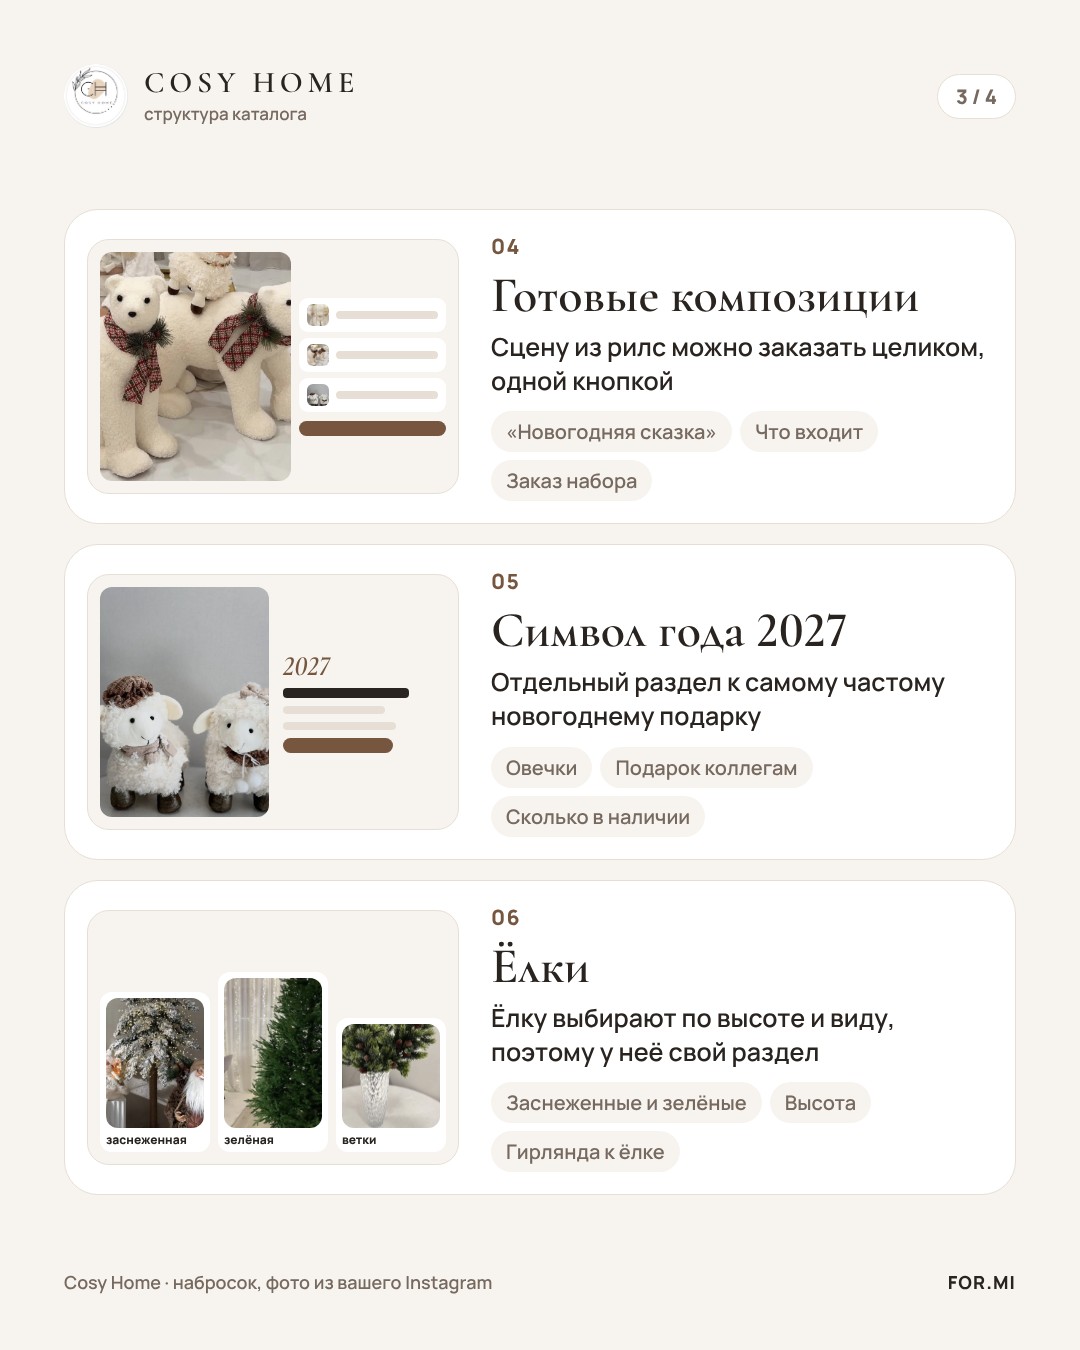 COSY HOME
структура каталога
3 / 4
04
Готовые композиции
Сцену из рилс можно заказать целиком,
одной кнопкой
«Новогодняя сказка»
Что входит
Заказ набора
2027
05
Символ года 2027
Отдельный раздел к самому частому
новогоднему подарку
Овечки
Подарок коллегам
Сколько в наличии
заснеженная
зелёная
ветки
06
Ёлки
Ёлку выбирают по высоте и виду,
поэтому у неё свой раздел
Заснеженные и зелёные
Высота
Гирлянда к ёлке
Cosy Home · набросок, фото из вашего Instagram
FOR.MI